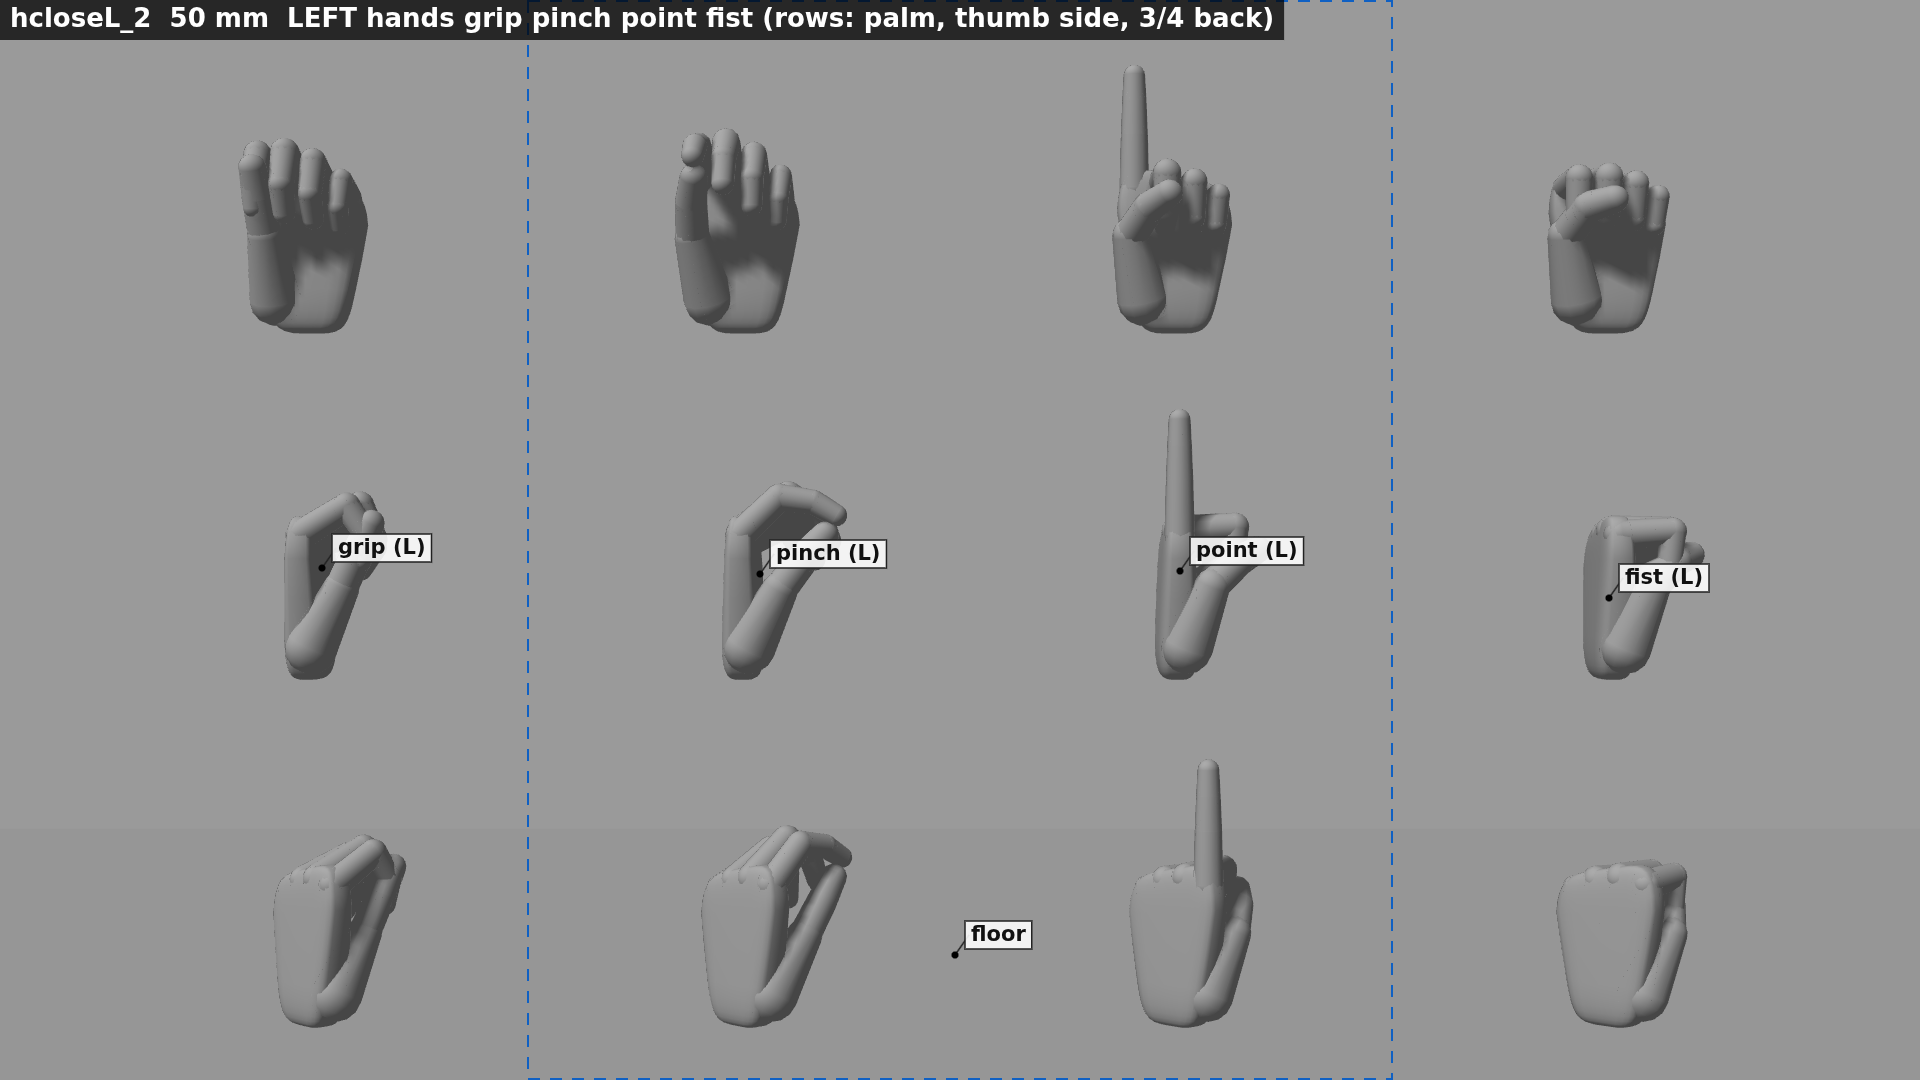 hcloseL_2  50 mm  LEFT hands grip pinch point fist (rows: palm, thumb side, 3/4 back)
grip (L)
pinch (L)
point (L)
fist (L)
floor